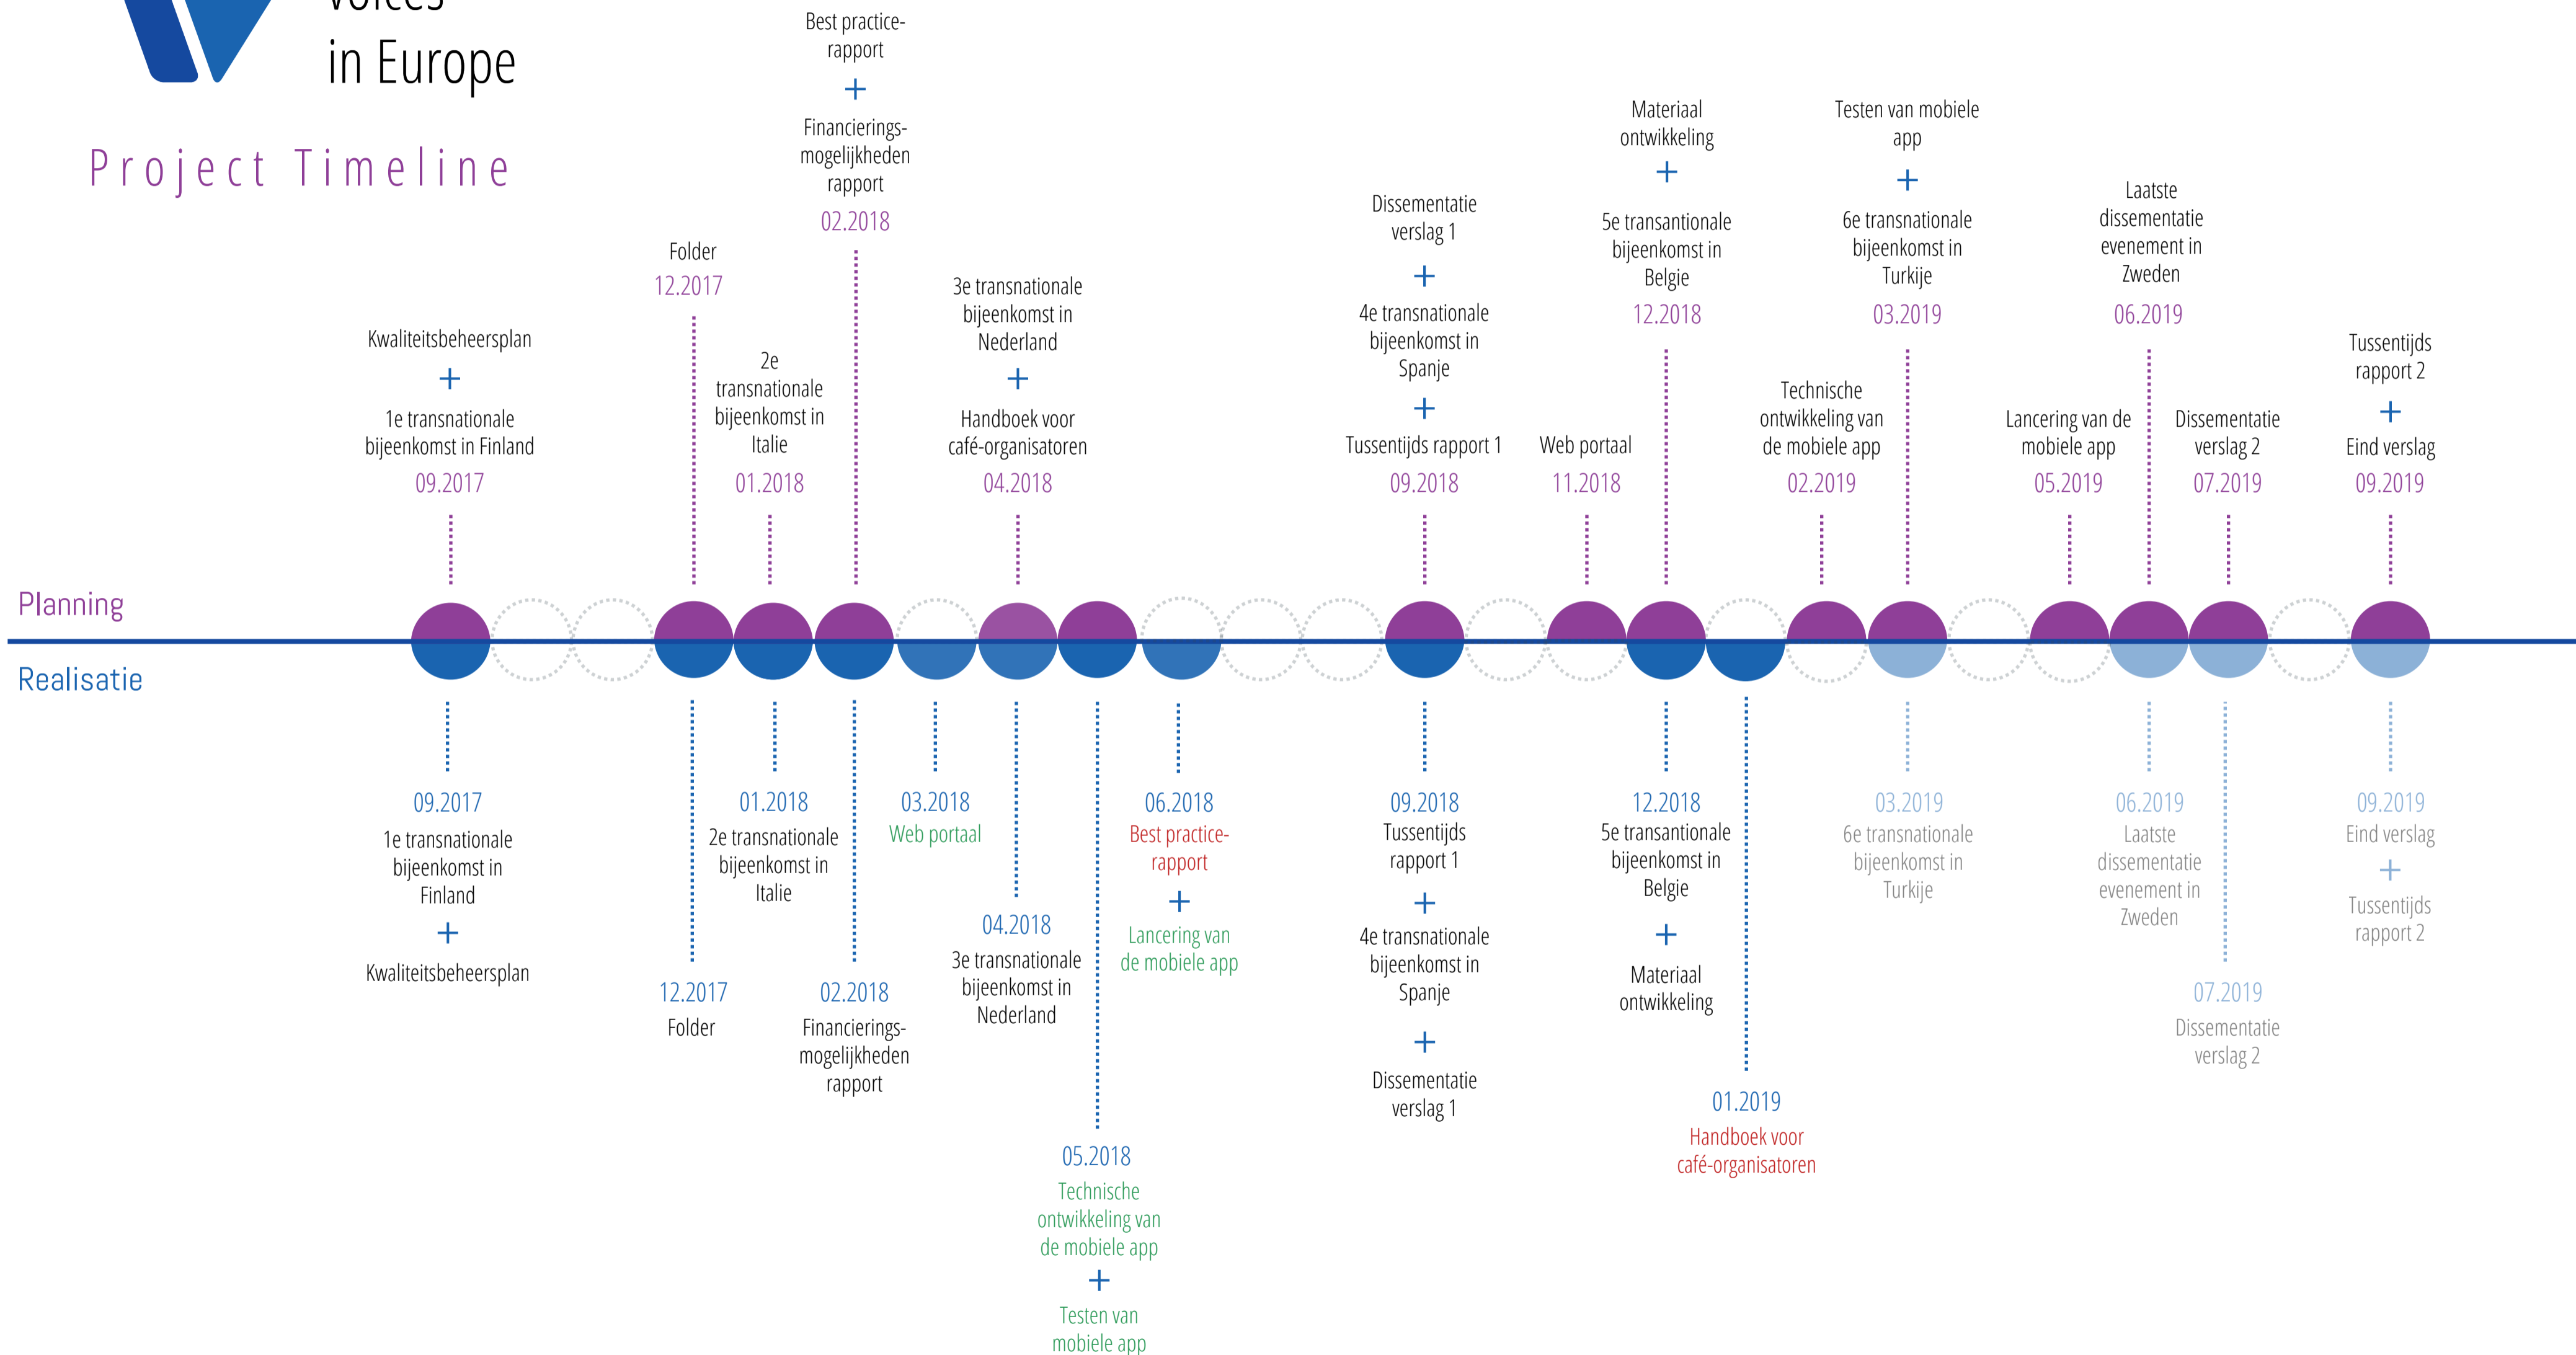 in Europe
Project Timeline
Best practice-
rapport
+
Financierings-
mogelijkheden
rapport
02.2018
Folder
12.2017
Kwaliteitsbeheersplan
+
1e transnationale
bijeenkomst in Finland
09.2017
2e
transnationale
bijeenkomst in
Italie
01.2018
3e transnationale
bijeenkomst in
Nederland
+
Handboek voor
café-organisatoren
04.2018
Dissementatie
verslag 1
+
4e transnationale
bijeenkomst in
Spanje
+
Tussentijds rapport 1
09.2018
Web portaal
11.2018
Materiaal
ontwikkeling
+
5e transantionale
bijeenkomst in
Belgie
12.2018
Technische
ontwikkeling van
de mobiele app
02.2019
Testen van mobiele
app
+
6e transnationale
bijeenkomst in
Turkije
03.2019
Lancering van de
mobiele app
05.2019
Laatste
dissementatie
evenement in
Zweden
06.2019
Dissementatie
verslag 2
07.2019
Tussentijds
rapport 2
+
Eind verslag
09.2019
Planning
Realisatie
09.2017
1e transnationale
bijeenkomst in
Finland
+
Kwaliteitsbeheersplan
12.2017
Folder
01.2018
2e transnationale
bijeenkomst in
Italie
02.2018
Financierings-
mogelijkheden
rapport
03.2018
Web portaal
04.2018
3e transnationale
bijeenkomst in
Nederland
05.2018
Technische
ontwikkeling van
de mobiele app
+
Testen van
mobiele app
06.2018
Best practice-
rapport
+
Lancering van
de mobiele app
09.2018
Tussentijds
rapport 1
+
4e transnationale
bijeenkomst in
Spanje
+
Dissementatie
verslag 1
12.2018
5e transantionale
bijeenkomst in
Belgie
+
Materiaal
ontwikkeling
01.2019
Handboek voor
café-organisatoren
03.2019
6e transnationale
bijeenkomst in
Turkije
06.2019
Laatste
dissementatie
evenement in
Zweden
07.2019
Dissementatie
verslag 2
09.2019
Eind verslag
+
Tussentijds
rapport 2